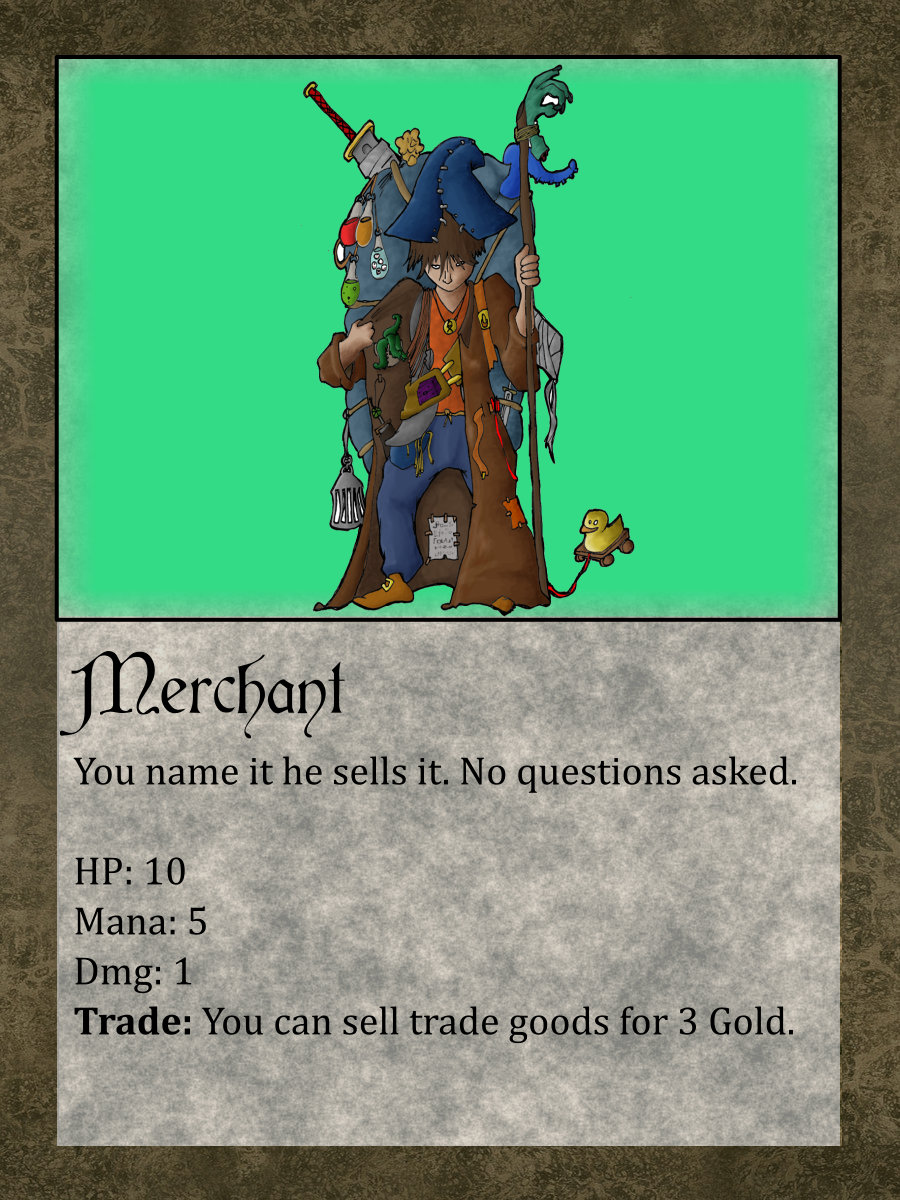 Merchant
You name it he sells it. No questions asked.
HP: 10
Mana: 5
Dmg: 1
Trade: You can sell trade goods for 3 Gold.